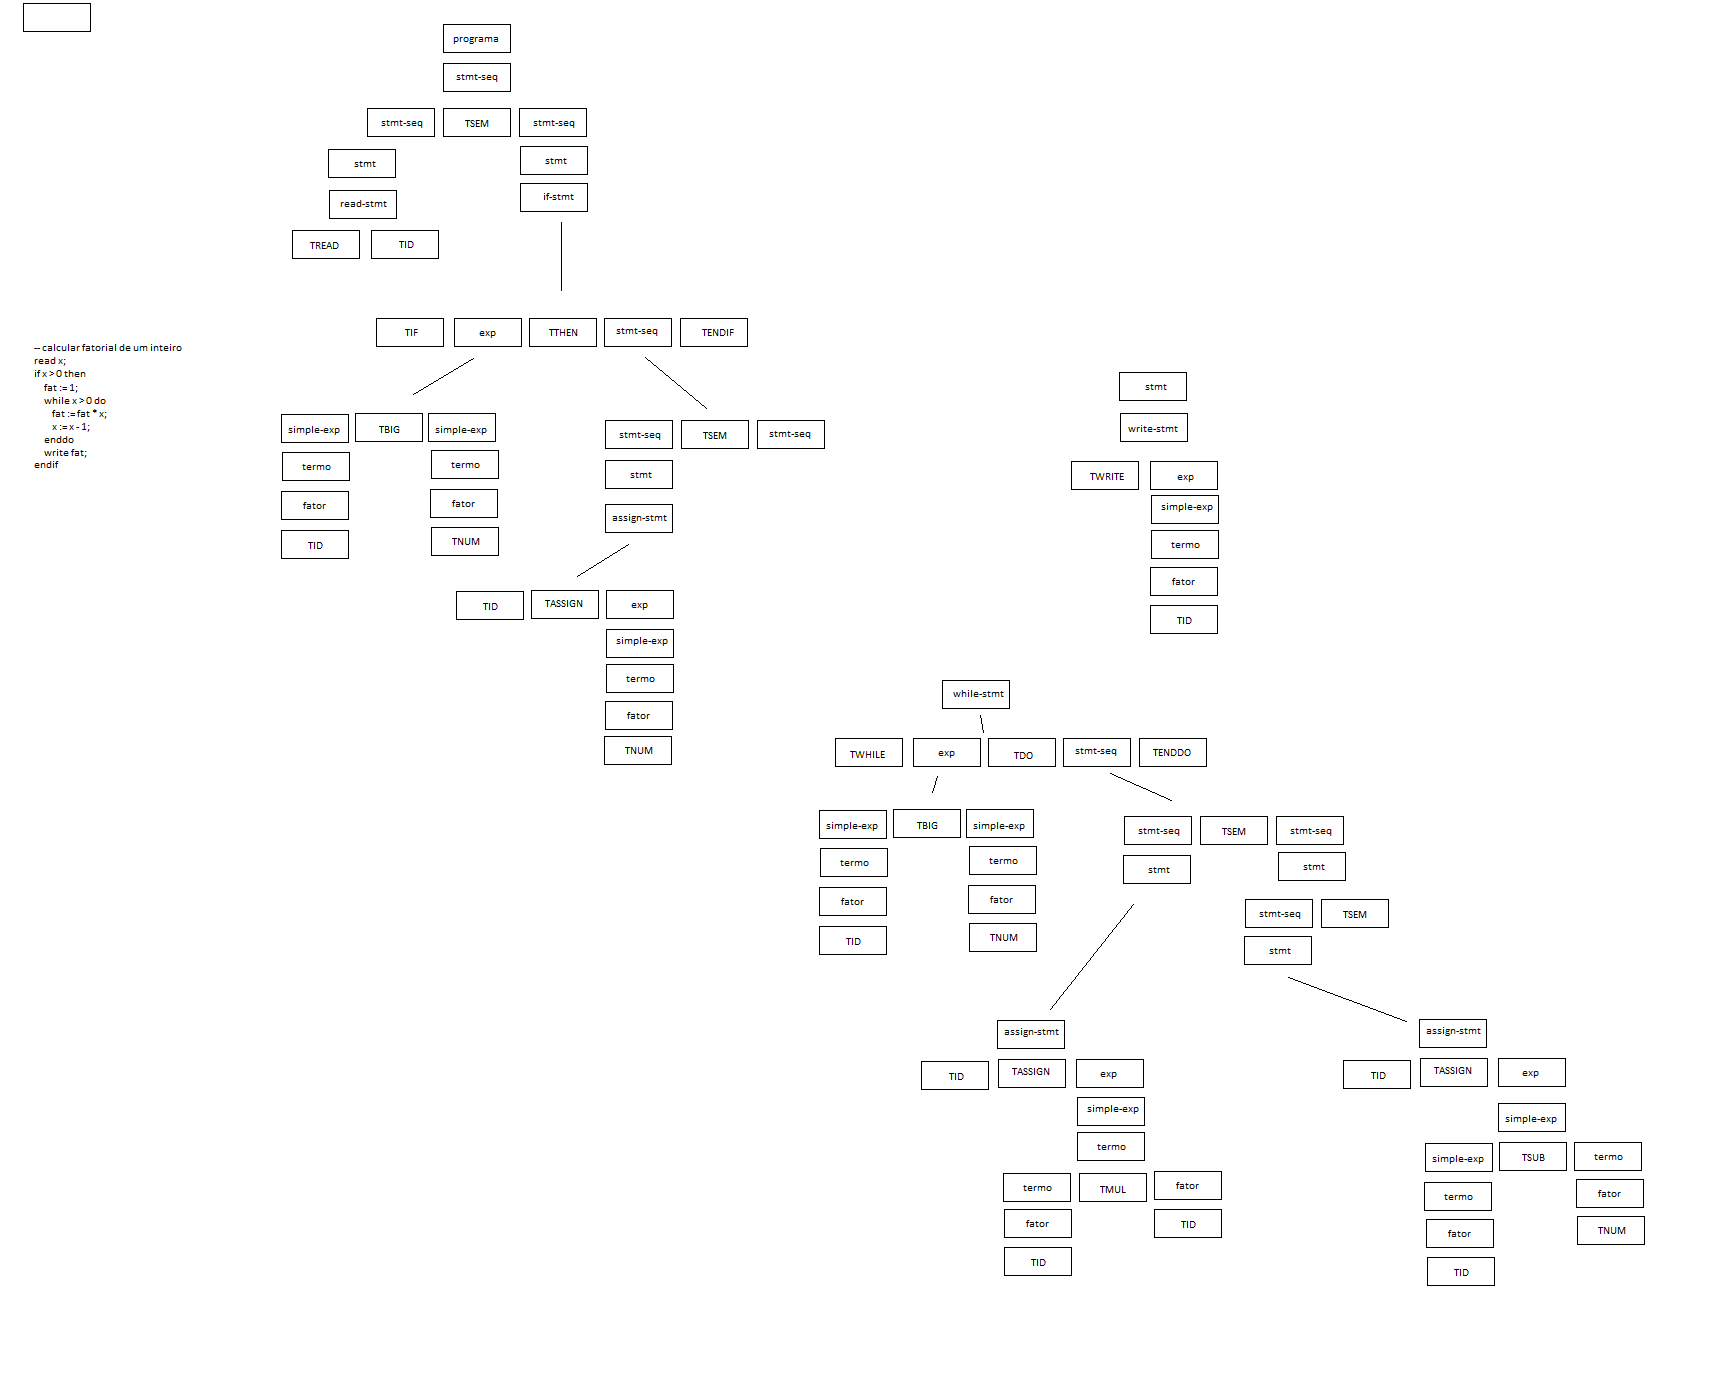 programa
stmt-seq
stmt-seq TSEM stmt-seq
stmt stmt
read-stmt if-stmt
TREAD TID
TIF exp TTHEN stmt-seq TENDIF
-- calcular fatorial de um inteiro
read x;
if x > 0 then
fat := 1;
while x > 0 do
fat := fat * x;
x := x - 1;
enddo
write fat;
endif
simple-exp TBIG simple-exp
termo termo
fator fator
TID TNUM
stmt-seq TSEM stmt-seq
stmt
assign-stmt
TID TASSIGN exp
simple-exp
termo
fator
TNUM
stmt
write-stmt
TWRITE exp
simple-exp
termo
fator
TID
while-stmt
TWHILE exp TDO stmt-seq TENDDO
simple-exp TBIG simple-exp
termo termo
fator fator
TID TNUM
stmt-seq TSEM stmt-seq
stmt stmt
stmt-seq TSEM
stmt
assign-stmt
TID TASSIGN exp
simple-exp
termo
termo TMUL fator
fator TID
TID
assign-stmt
TID TASSIGN exp
simple-exp
simple-exp TSUB termo
termo fator
fator TNUM
TID